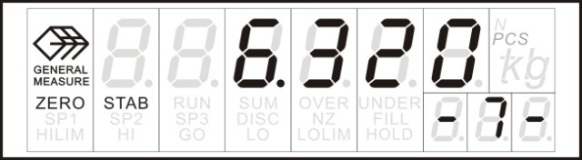 6.320
N
PCS
kg
GENERAL
MEASURE
ZERO STAB RUN SUM OVER UNDER
SP1 SP2 SP3 DISC NZ FILL
HILIM HI GO LO LOLIM HOLD
-7-